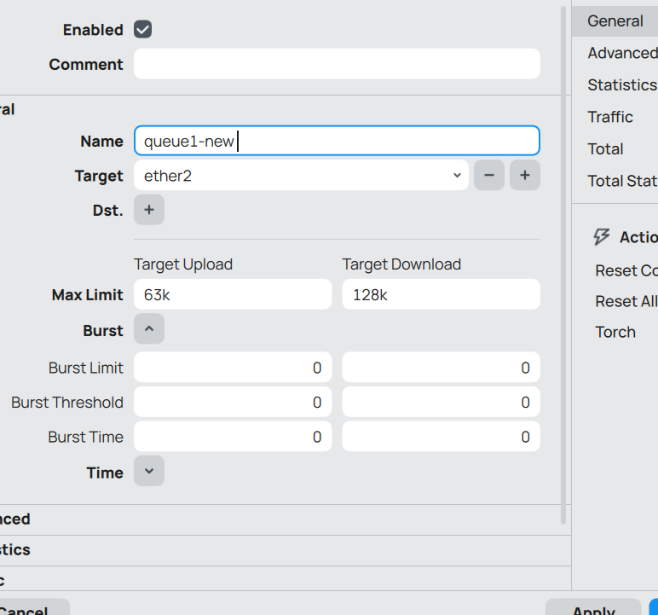 Enabled
Comment
ral
Name queue1-new
Target ether2
Dst.
Target Upload Target Download
Max Limit 63k 128k
Burst
Burst Limit 0 0
Burst Threshold 0 0
Burst Time 0 0
Time
nced
stics
c
Cancel Apply
General
Advanced
Statistics
Traffic
Total
Total Stat
Actio
Reset Co
Reset All
Torch